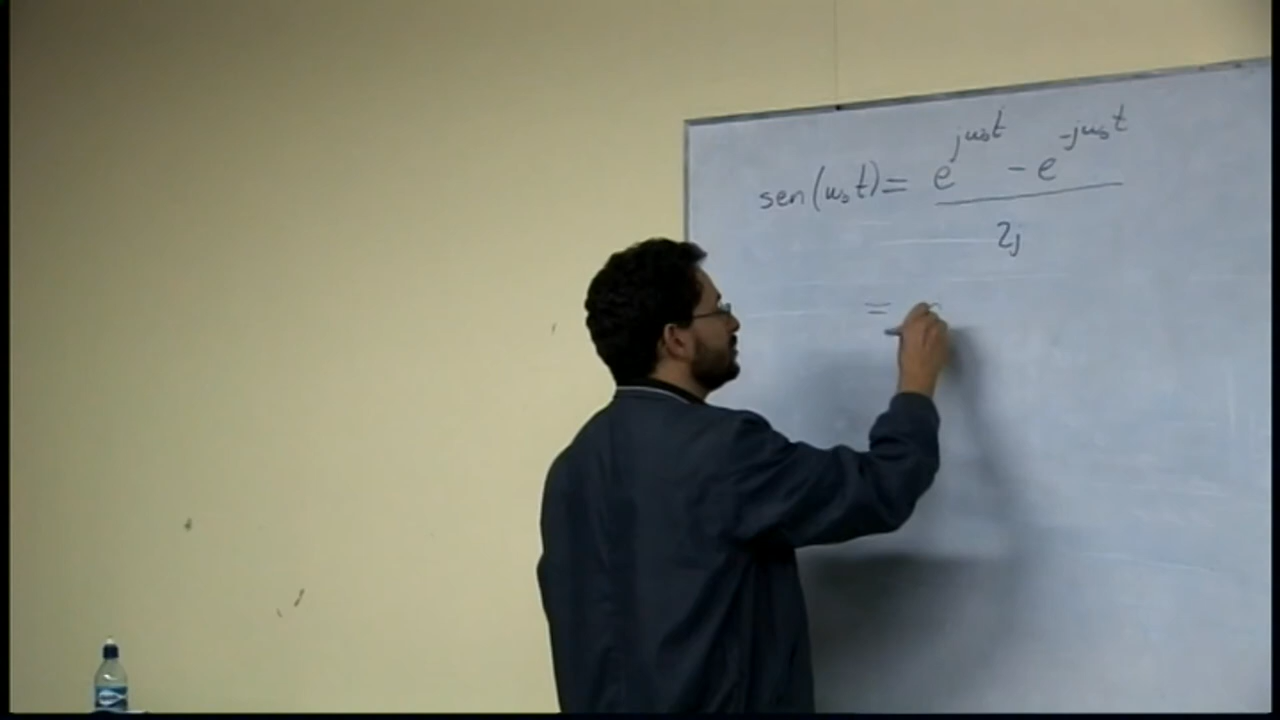 sen(ω₀t) = (e^{jω₀t} - e^{-jω₀t}) / 2j
=